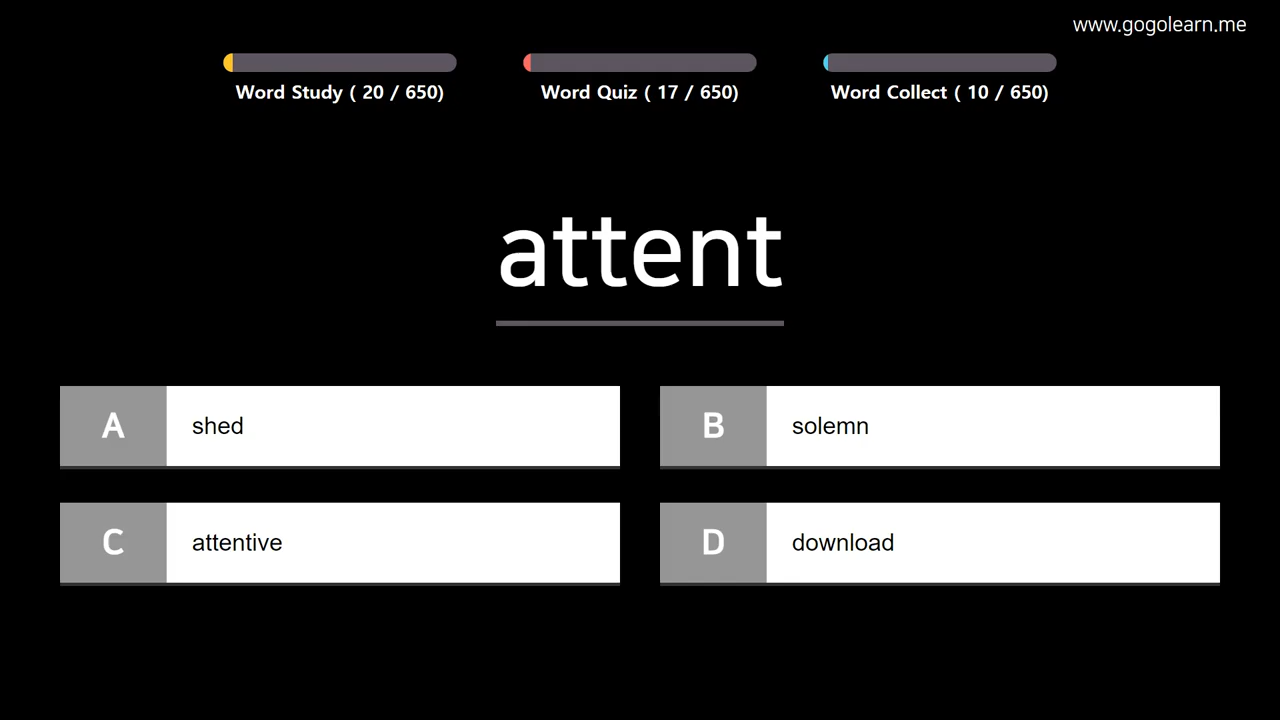 www.gogolearn.me
Word Study ( 20 / 650)
Word Quiz ( 17 / 650)
Word Collect ( 10 / 650)
attent
A shed
B solemn
C attentive
D download